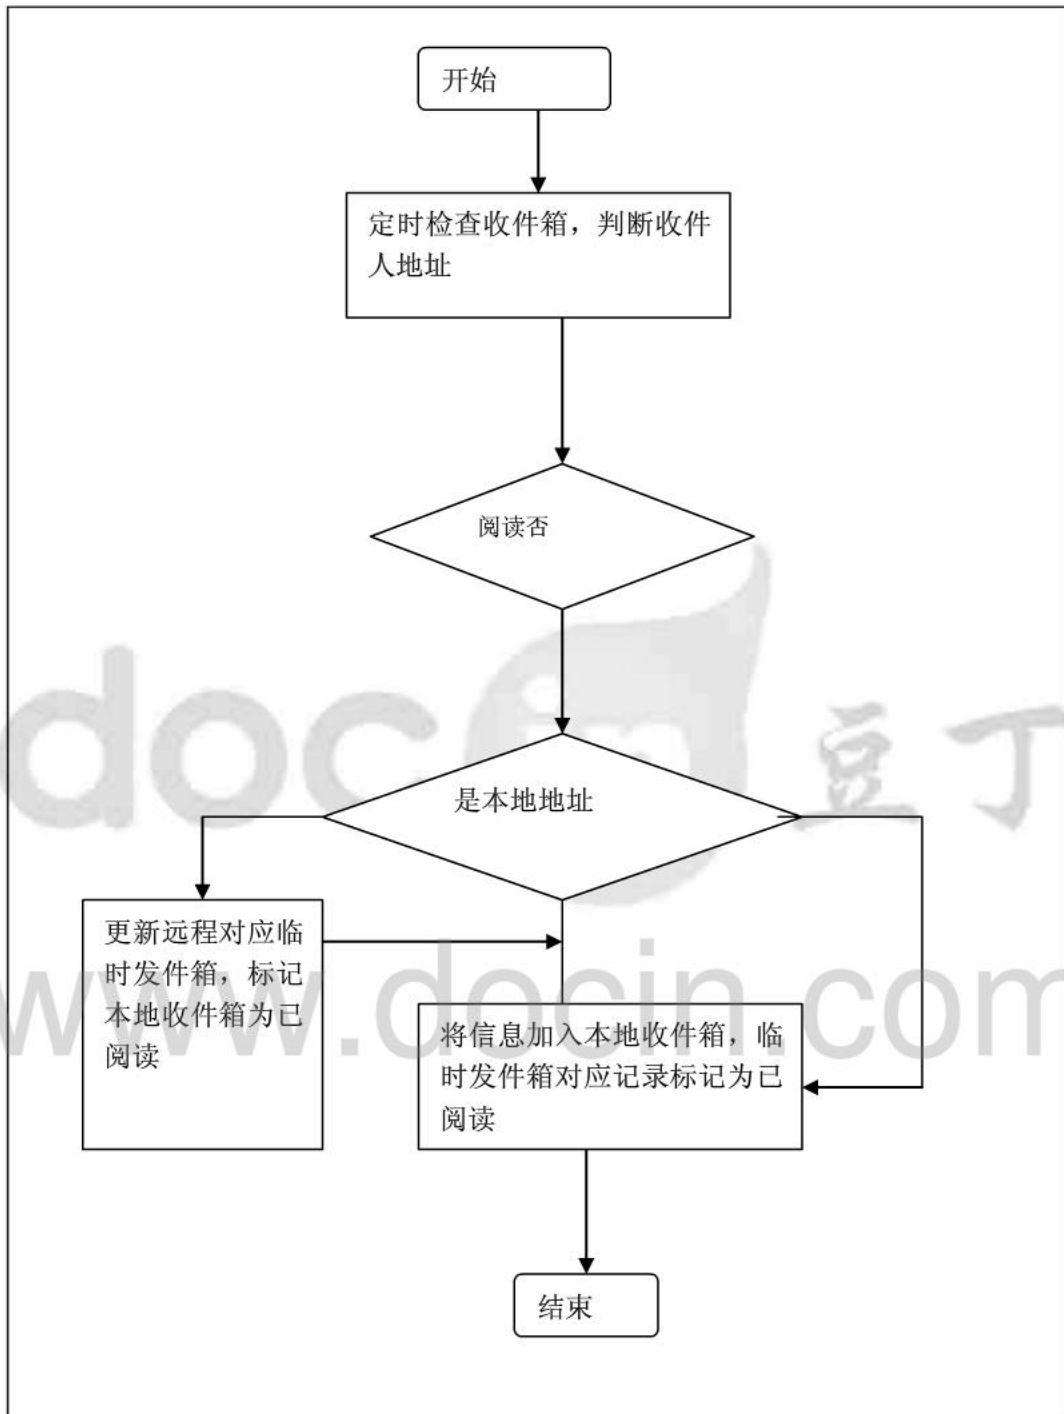 开始
定时检查收件箱，判断收件
人地址
阅读否
docin 豆丁
是本地地址
更新远程对应临
时发件箱，标记
本地收件箱为已
阅读
www.docin.com
将信息加入本地收件箱，临
时发件箱对应记录标记为已
阅读
结束